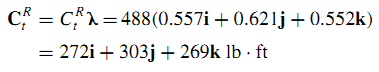 C_t^R = C_t^R λ = 488(0.557i + 0.621j + 0.552k)
= 272i + 303j + 269k lb · ft